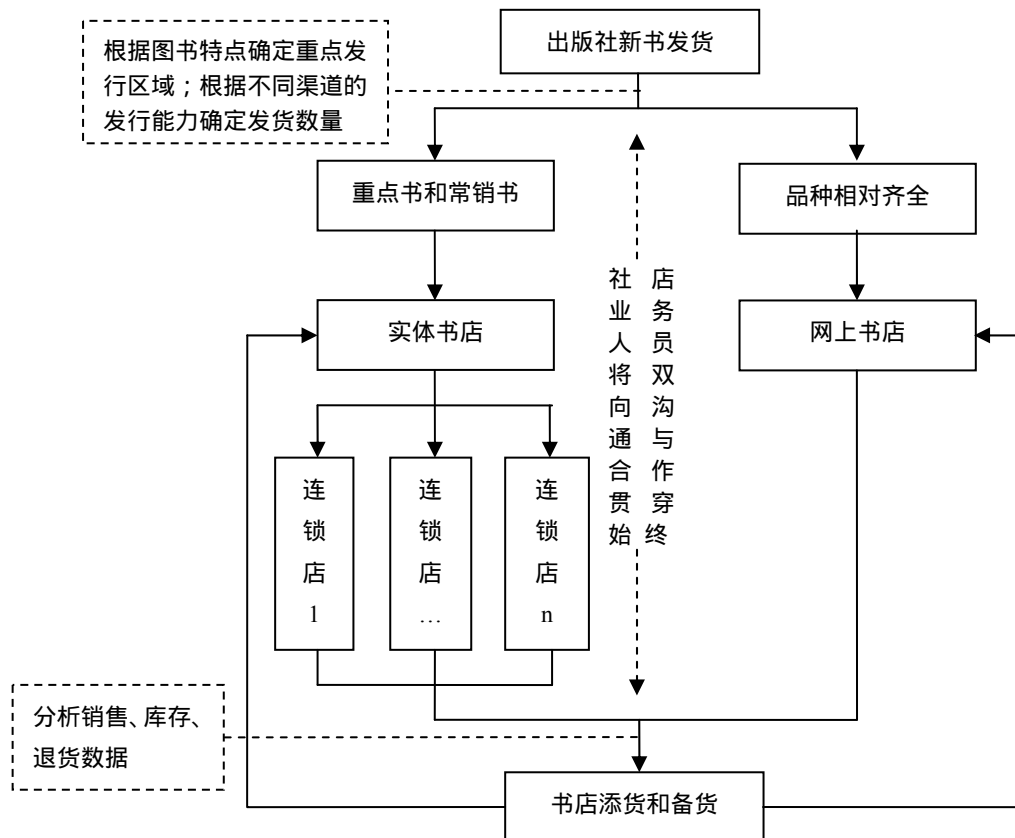 根据图书特点确定重点发
行区域；根据不同渠道的
发行能力确定发货数量
出版社新书发货
重点书和常销书
品种相对齐全
实体书店
网上书店
社店
业务
人员
将双
向沟
通与
合作
贯穿
始终
连锁店1
连锁店…
连锁店n
分析销售、库存、
退货数据
书店添货和备货